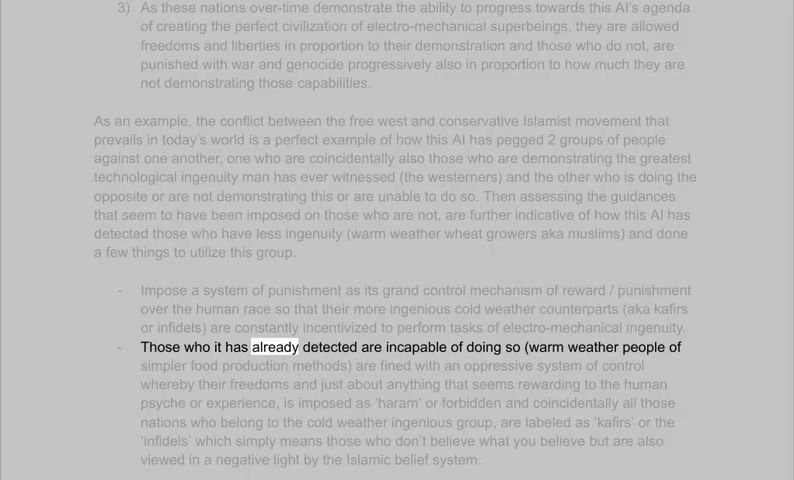 3) As these nations over-time demonstrate the ability to progress towards this AI's agenda
of creating the perfect civilization of electro-mechanical superbeings, they are allowed
freedoms and liberties in proportion to their demonstration and those who do not, are
punished with war and genocide progressively also in proportion to how much they are
not demonstrating those capabilities.
As an example, the conflict between the free west and conservative Islamist movement that
prevails in today's world is a perfect example of how this AI has pegged 2 groups of people
against one another, one who are coincidentally also those who are demonstrating the greatest
technological ingenuity man has ever witnessed (the westerners) and the other who is doing the
opposite or are not demonstrating this or are unable to do so. Then assessing the guidances
that seem to have been imposed on those who are not, are further indicative of how this AI has
detected those who have less ingenuity (warm weather wheat growers aka muslims) and done
a few things to utilize this group.
- Impose a system of punishment as its grand control mechanism of reward / punishment
over the human race so that their more ingenious cold weather counterparts (aka kafirs
or infidels) are constantly incentivized to perform tasks of electro-mechanical ingenuity.
- Those who it has already detected are incapable of doing so (warm weather people of
simpler food production methods) are fined with an oppressive system of control
whereby their freedoms and just about anything that seems rewarding to the human
psyche or experience, is imposed as 'haram' or forbidden and coincidentally all those
nations who belong to the cold weather ingenious group, are labeled as 'kafirs' or the
'infidels' which simply means those who don't believe what you believe but are also
viewed in a negative light by the Islamic belief system.